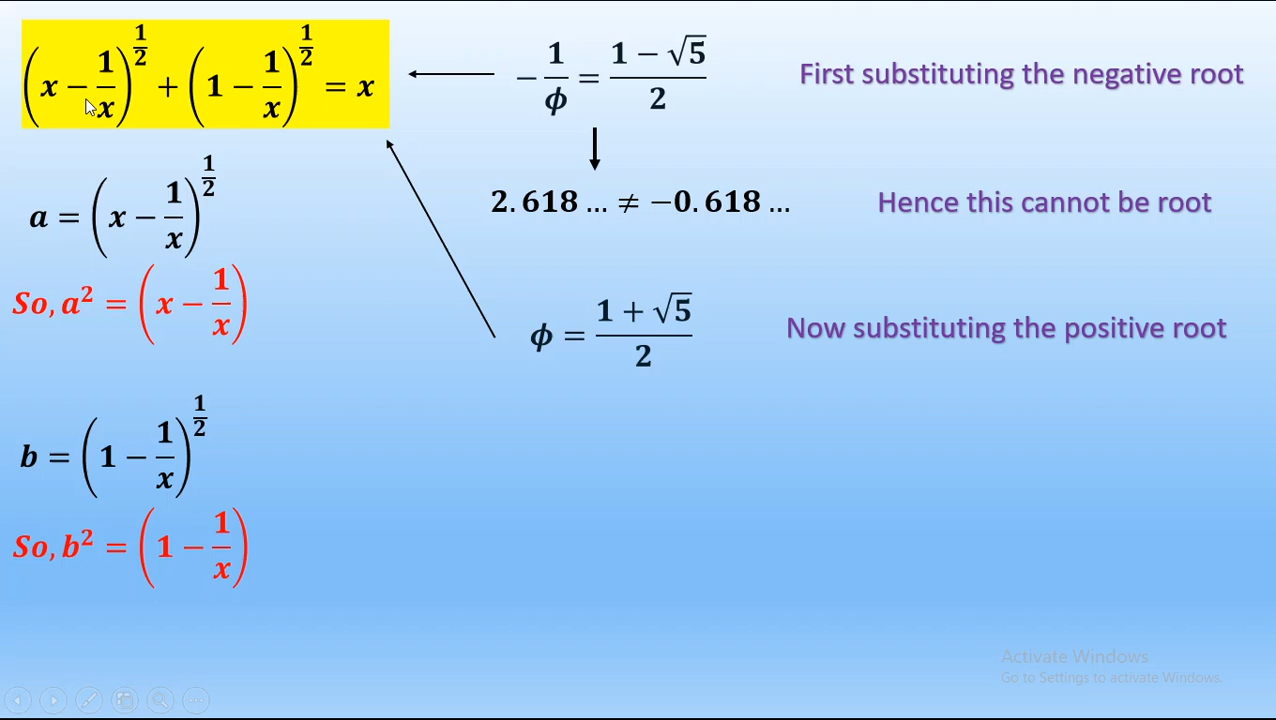 (x − 1/x)^(1/2) + (1 − 1/x)^(1/2) = x
−1/ϕ = (1 − √5)/2
First substituting the negative root
a = (x − 1/x)^(1/2)
2.618 … ≠ −0.618 …
Hence this cannot be root
So, a² = (x − 1/x)
ϕ = (1 + √5)/2
Now substituting the positive root
b = (1 − 1/x)^(1/2)
So, b² = (1 − 1/x)
Activate Windows
Go to Settings to activate Windows.